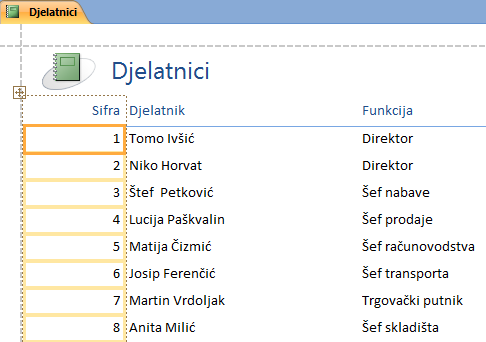 Djelatnici
Djelatnici
Sifra Djelatnik Funkcija
1 Tomo Ivšić Direktor
2 Niko Horvat Direktor
3 Štef Petković Šef nabave
4 Lucija Paškvalin Šef prodaje
5 Matija Čizmić Šef računovodstva
6 Josip Ferenčić Šef transporta
7 Martin Vrdoljak Trgovački putnik
8 Anita Milić Šef skladišta